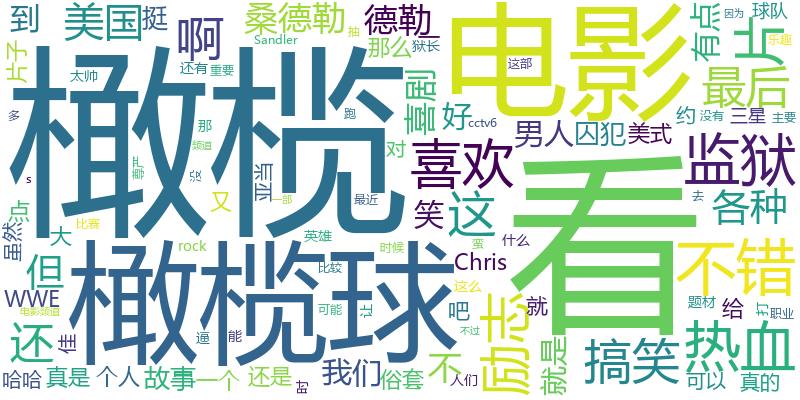 到
美国
挺
啊
桑德勒
德勒
Sandler
那么
抽
狱长
还有
重要
太帅
片子
多
橄榄
跑
喜剧
cctv6
这部
电影
有点
片
因为
球队
乐趣
最后
好
约
没有
三星
主要
男人
囚犯
美式
对
喜欢
监狱
那
频道
尊严
没
s
亚当
最近
一部
又
比赛
点
虽然
大
但
笑
这
看
去
各种
蛮
什么
英雄
时候
rock
橄榄球
比较
Chris
不错
WWE
电影频道
佳
还
逼
能
可能
让
这么
吧
不过
励志
就
题材
给
打
职业
热血
搞笑
就是
哈哈
真是
个人
故事
一个
还是
我们
俗套
不
人们
可以
真的